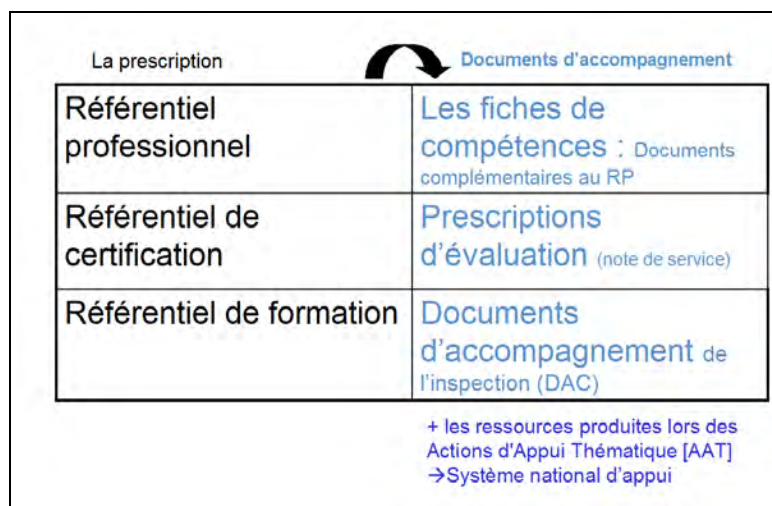 La prescription
Documents d'accompagnement
Référentiel
professionnel
Les fiches de
compétences : Documents
complémentaires au RP
Référentiel de
certification
Prescriptions
d'évaluation (note de service)
Référentiel de formation
Documents
d'accompagnement de
l'inspection (DAC)
+ les ressources produites lors des
Actions d'Appui Thématique [AAT]
→Système national d'appui